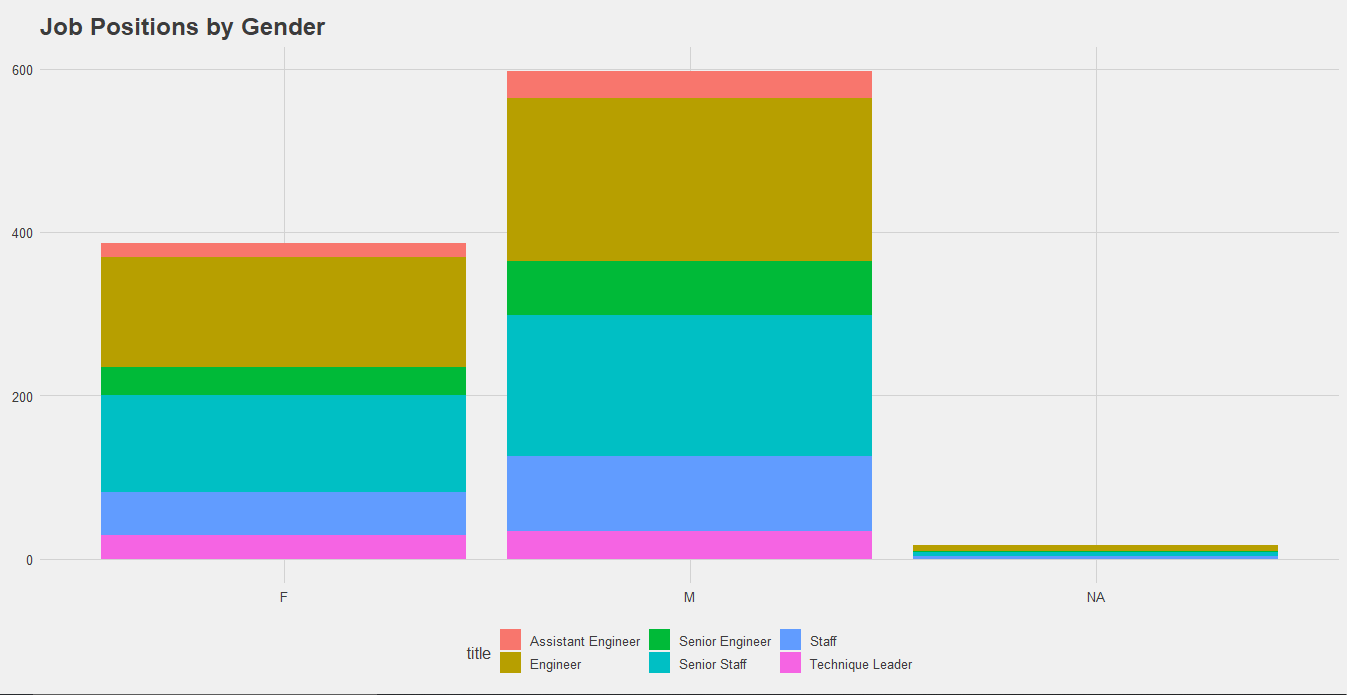 Job Positions by Gender
600
400
200
0
F M NA
title
Assistant Engineer Senior Engineer Staff
Engineer Senior Staff Technique Leader